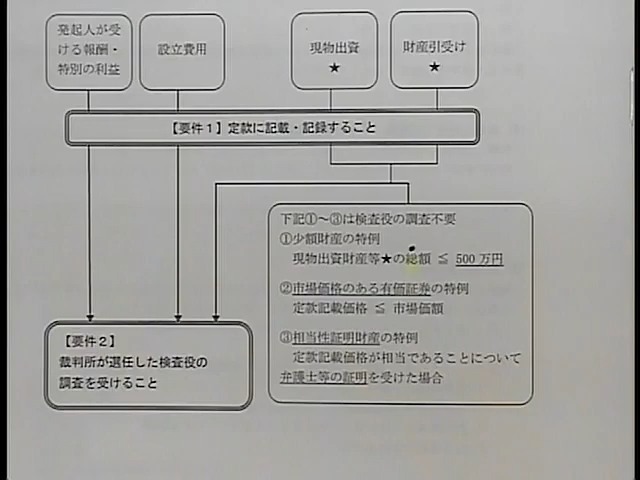 発起人が受
ける報酬・
特別の利益
設立費用
現物出資
★
財産引受け
★
【要件1】定款に記載・記録すること
下記①~③は検査役の調査不要
①少額財産の特例
現物出資財産等★の総額 ≦ 500万円
②市場価格のある有価証券の特例
定款記載価格 ≦ 市場価額
③相当性証明財産の特例
定款記載価格が相当であることについて
弁護士等の証明を受けた場合
【要件2】
裁判所が選任した検査役の
調査を受けること